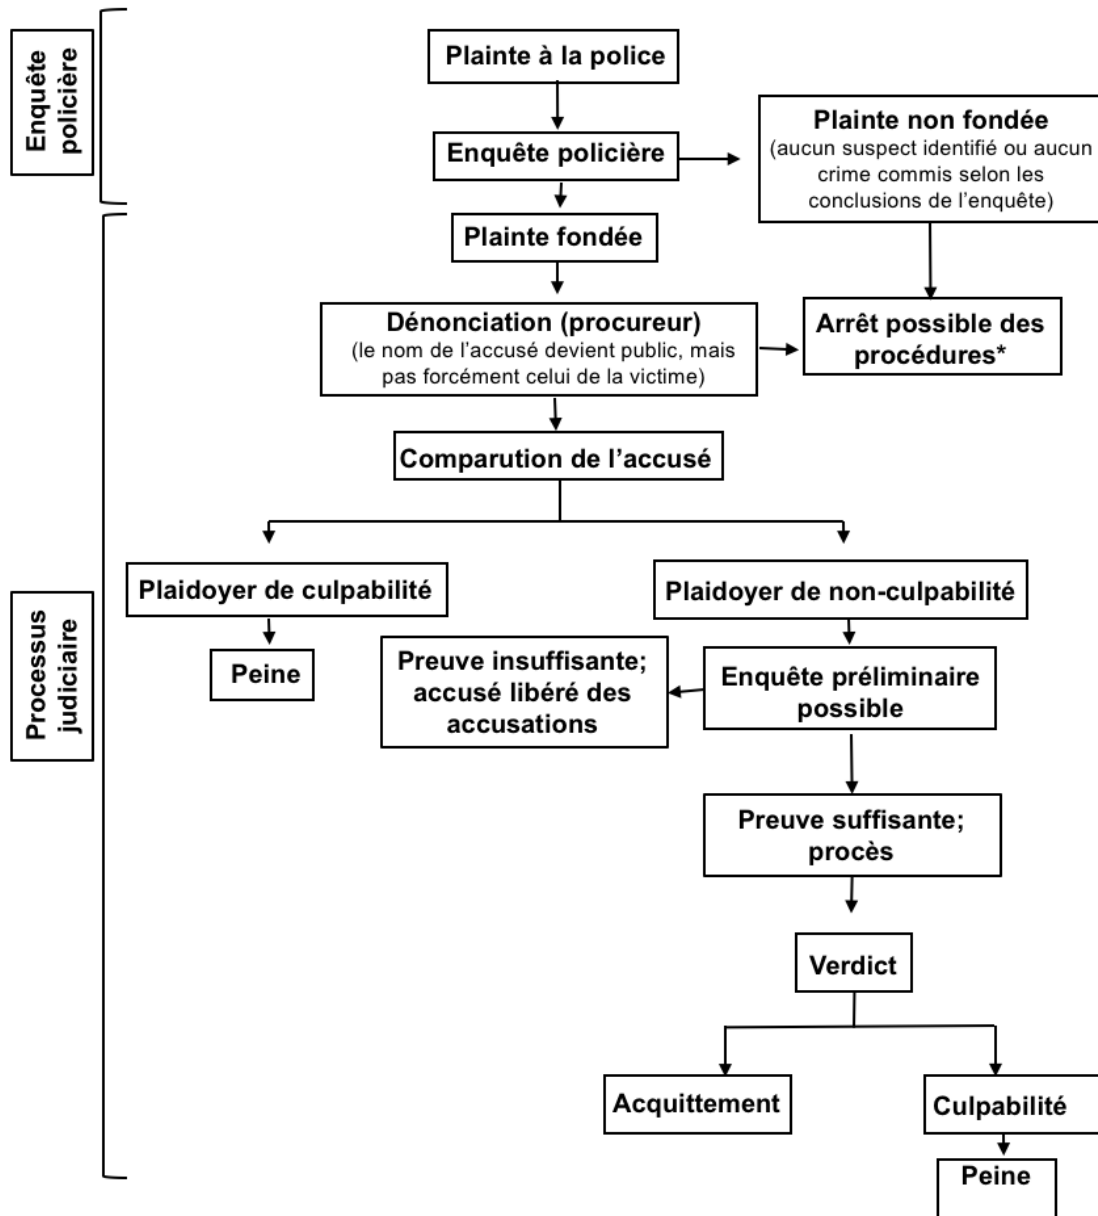 Enquête
policière
Plainte à la police
Enquête policière
Plainte non fondée
(aucun suspect identifié ou aucun
crime commis selon les
conclusions de l’enquête)
Plainte fondée
Dénonciation (procureur)
(le nom de l’accusé devient public, mais
pas forcément celui de la victime)
Arrêt possible des
procédures*
Comparution de l’accusé
Processus
judiciaire
Plaidoyer de culpabilité
Plaidoyer de non-culpabilité
Peine
Preuve insuffisante;
accusé libéré des
accusations
Enquête préliminaire
possible
Preuve suffisante;
procès
Verdict
Acquittement
Culpabilité
Peine